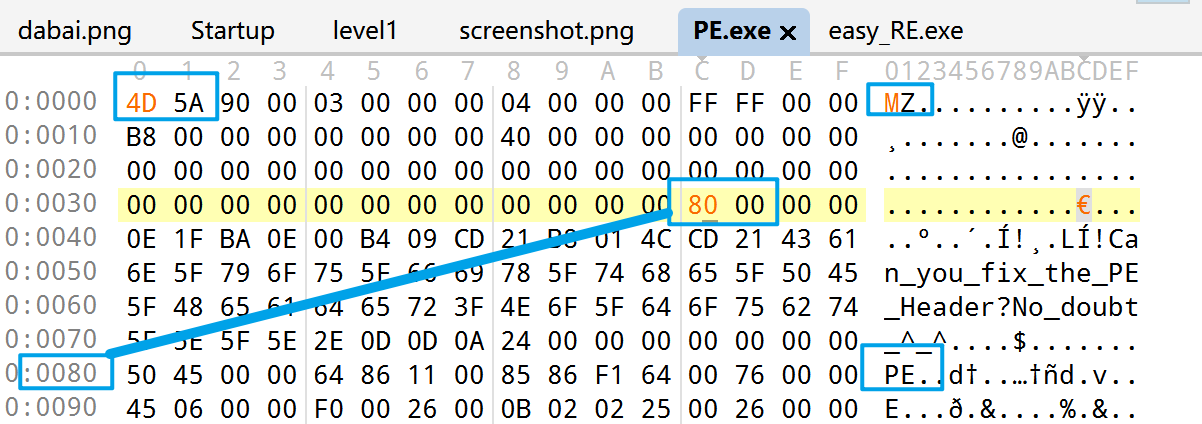 dabai.png Startup level1 screenshot.png PE.exe × easy_RE.exe
0 1 2 3 4 5 6 7 8 9 A B C D E F 0123456789ABCDEF
0:0000 4D 5A 90 00 03 00 00 00 04 00 00 00 FF FF 00 00 MZ..........ÿÿ..
0:0010 B8 00 00 00 00 00 00 00 40 00 00 00 00 00 00 00 ¸.......@.......
0:0020 00 00 00 00 00 00 00 00 00 00 00 00 00 00 00 00 ................
0:0030 00 00 00 00 00 00 00 00 00 00 00 00 80 00 00 00 ............€...
0:0040 0E 1F BA 0E 00 B4 09 CD 21 B8 01 4C CD 21 43 61 ..º..´.Í!¸.LÍ!Ca
0:0050 6E 5F 79 6F 75 5F 66 69 78 5F 74 68 65 5F 50 45 n_you_fix_the_PE
0:0060 5F 48 65 61 64 65 72 3F 4E 6F 5F 64 6F 75 62 74 _Header?No_doubt
0:0070 5F 5E 5F 5E 2E 0D 0D 0A 24 00 00 00 00 00 00 00 _^_^....$.......
0:0080 50 45 00 00 64 86 11 00 85 86 F1 64 00 76 00 00 PE..d†..…†ñd.v..
0:0090 45 06 00 00 F0 00 26 00 0B 02 02 25 00 26 00 00 E...ð.&....%.&..